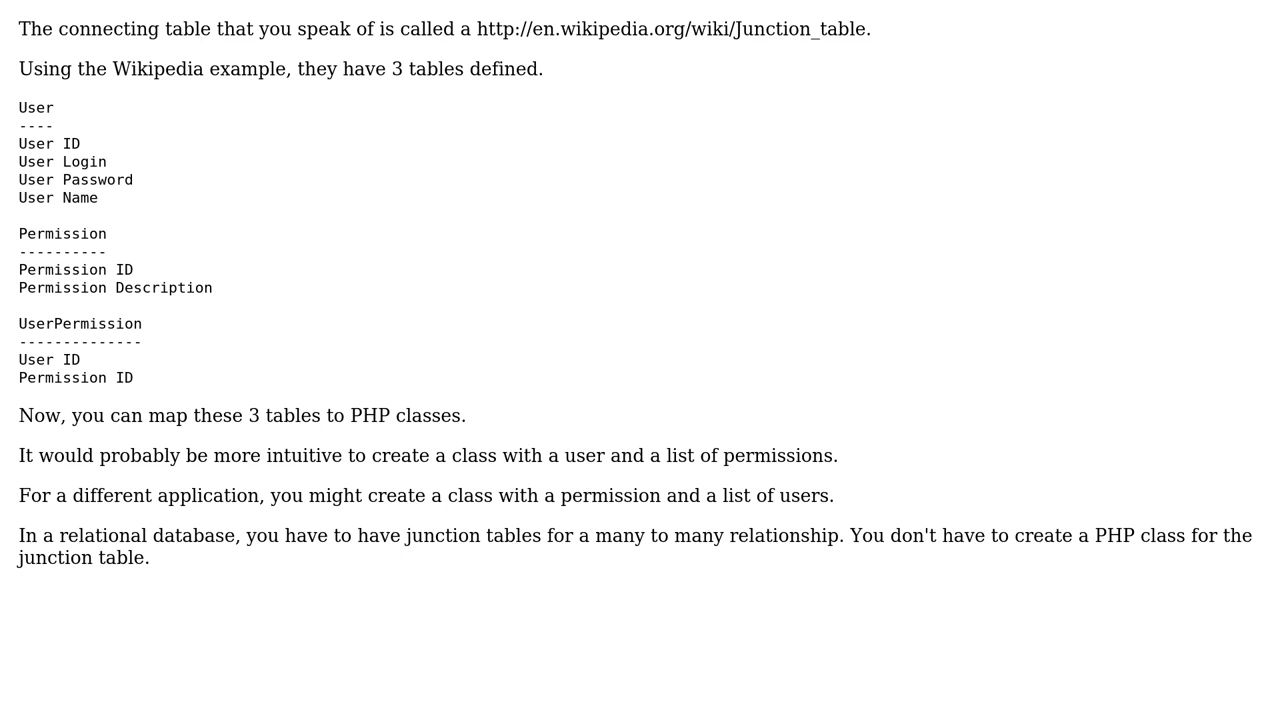 The connecting table that you speak of is called a http://en.wikipedia.org/wiki/Junction_table.
Using the Wikipedia example, they have 3 tables defined.
User
----
User ID
User Login
User Password
User Name
Permission
----------
Permission ID
Permission Description
UserPermission
--------------
User ID
Permission ID
Now, you can map these 3 tables to PHP classes.
It would probably be more intuitive to create a class with a user and a list of permissions.
For a different application, you might create a class with a permission and a list of users.
In a relational database, you have to have junction tables for a many to many relationship. You don't have to create a PHP class for the
junction table.